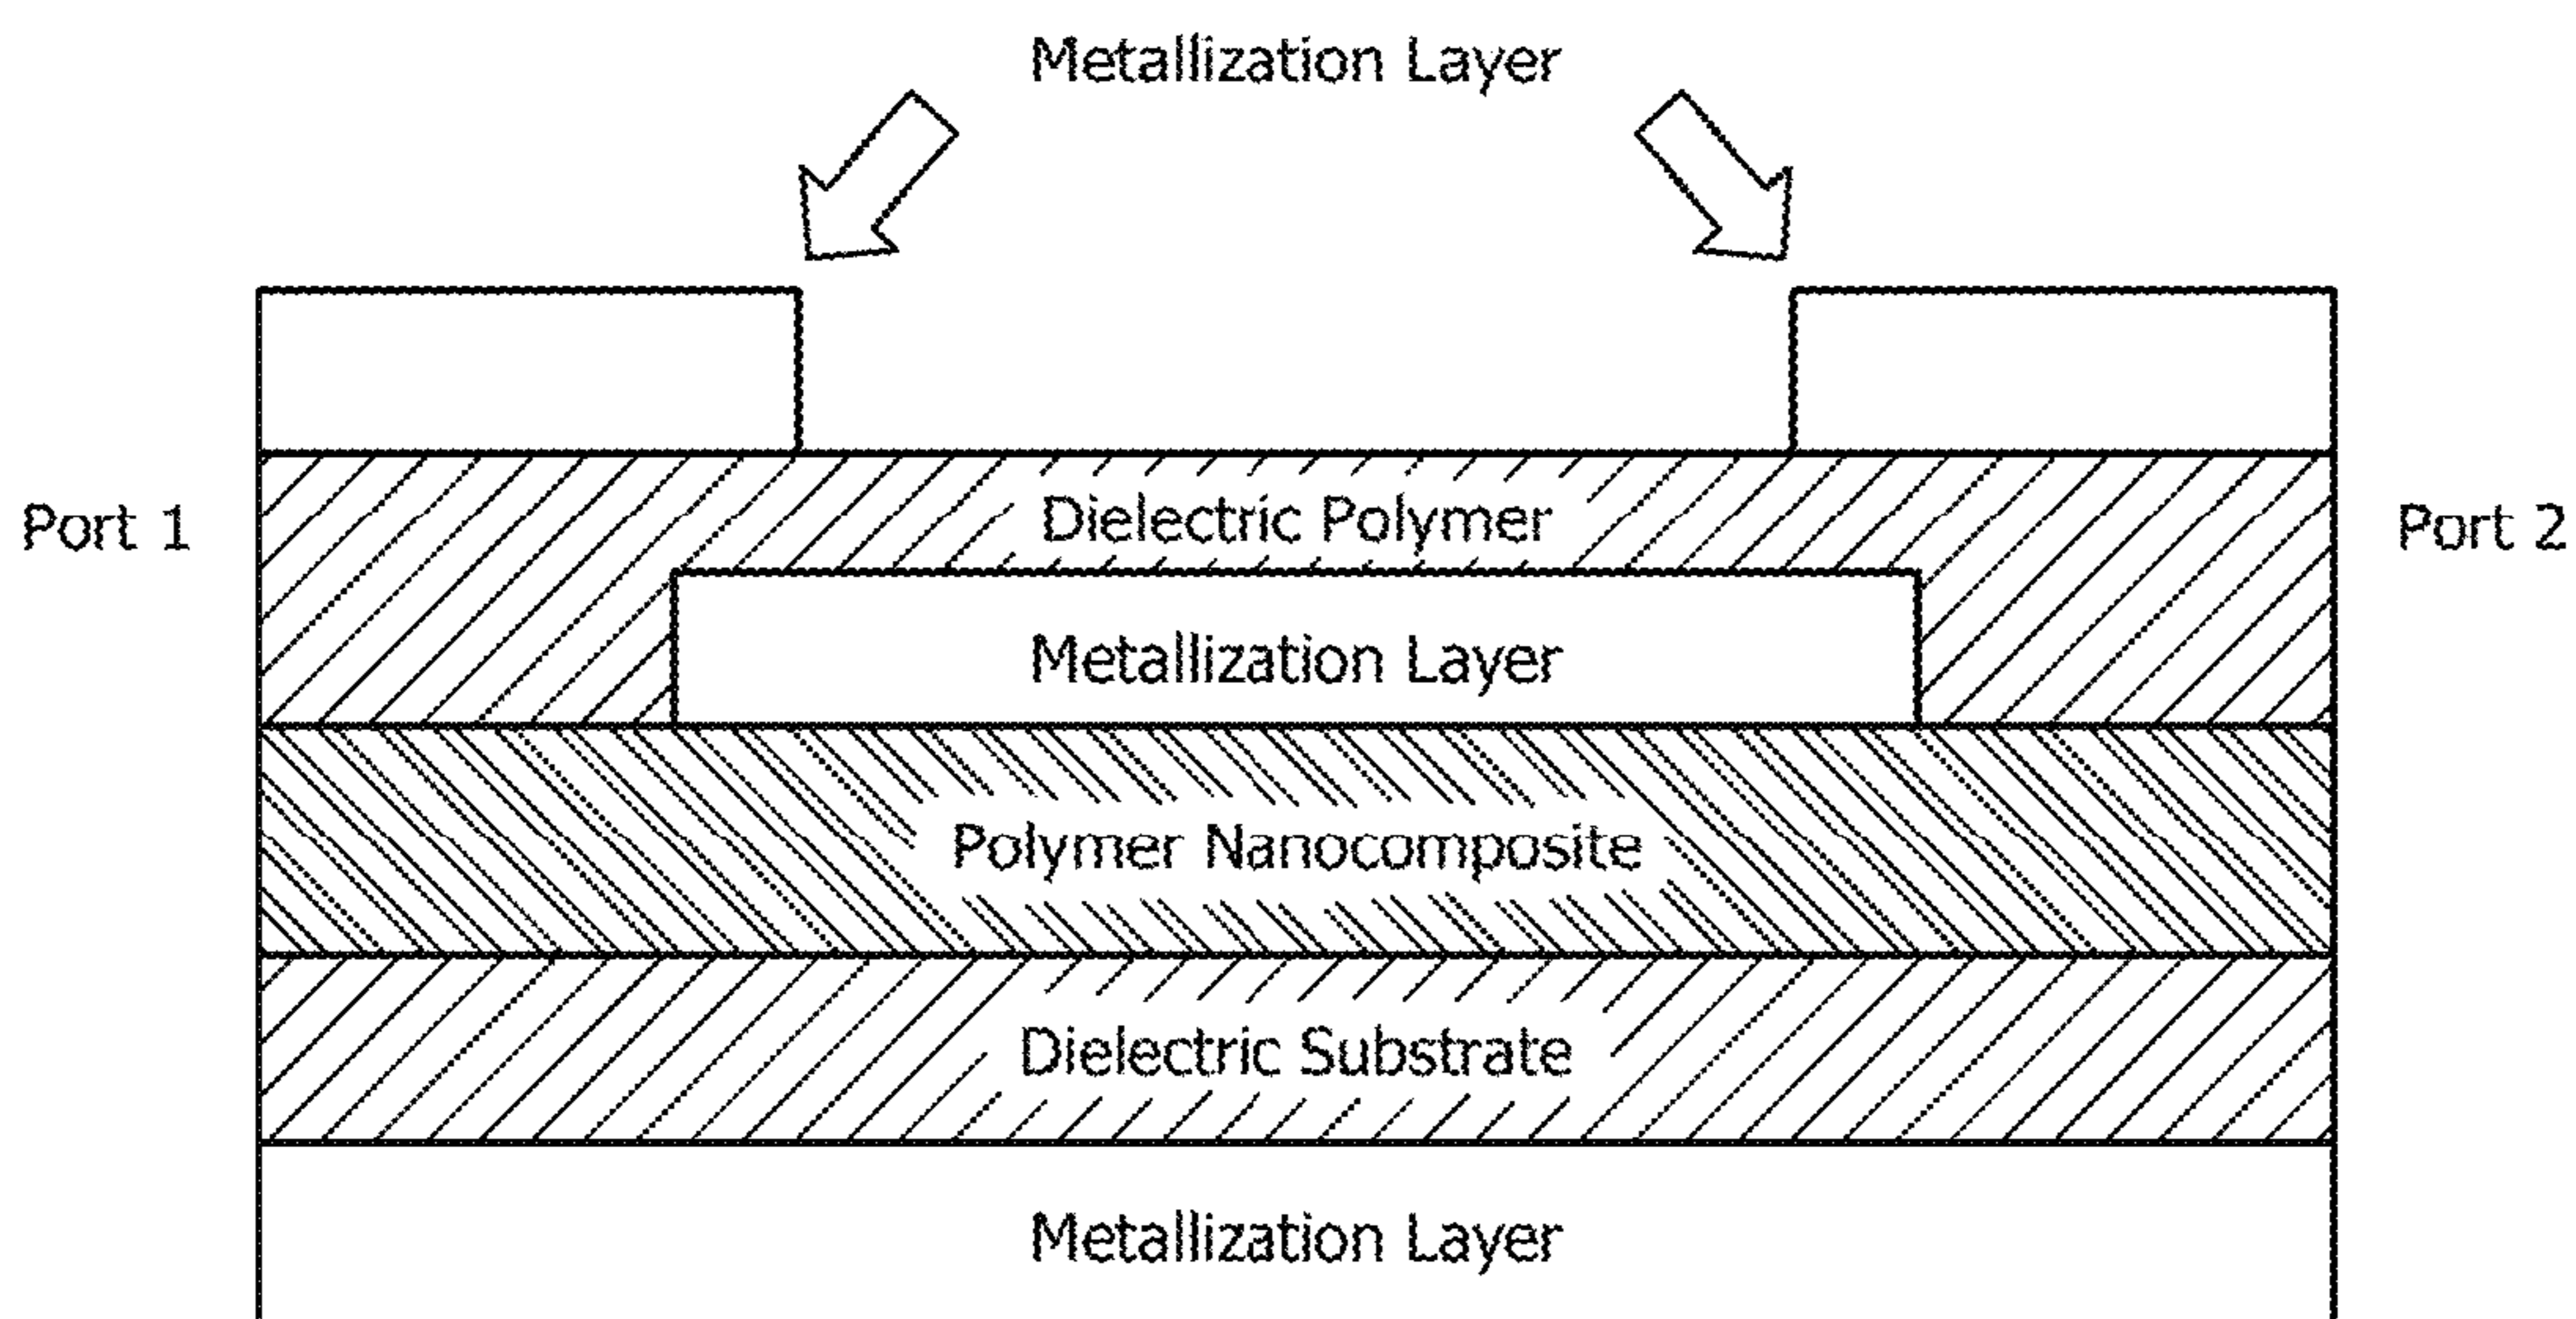 Metallization Layer
Port 1
Dielectric Polymer
Port 2
Metallization Layer
Polymer Nanocomposite
Dielectric Substrate
Metallization Layer